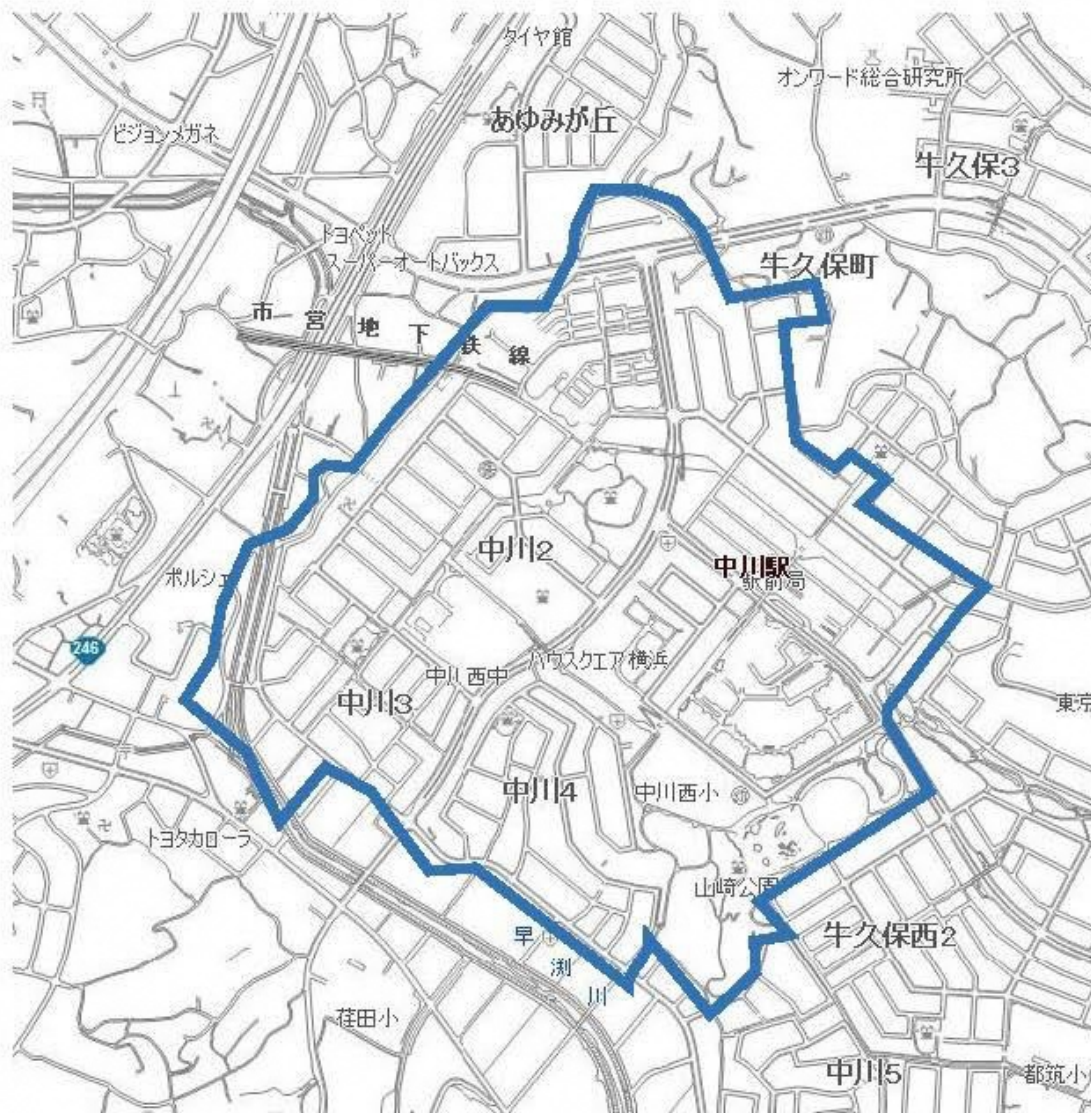 タイヤ館
オンワード総合研究所
あゆみが丘
ビジョンメガネ
牛久保3
トヨペット
スーパーオートバックス
牛久保町
市営地下鉄線
中川2
中川駅
駅前局
ポルシェ
246
中川西中
ハウスクエア横浜
中川3
東京
中川4
中川西小
トヨタカローラ
山崎公園
早渕川
牛久保西2
荏田小
中川5
都筑小